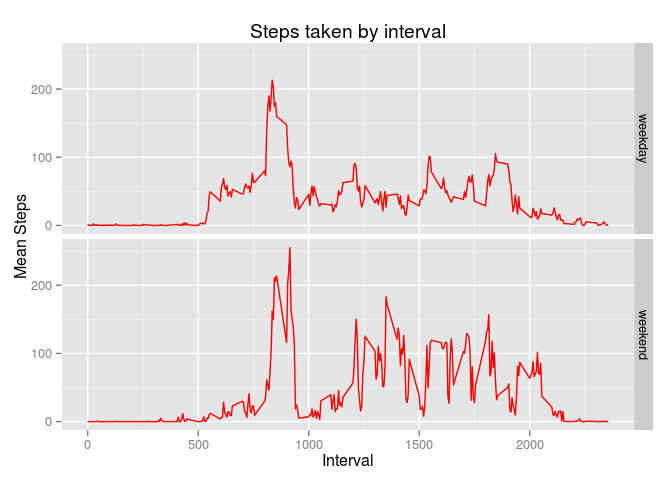 Steps taken by interval
Mean Steps
200
100
0
weekday
200
100
0
weekend
0 500 1000 1500 2000
Interval